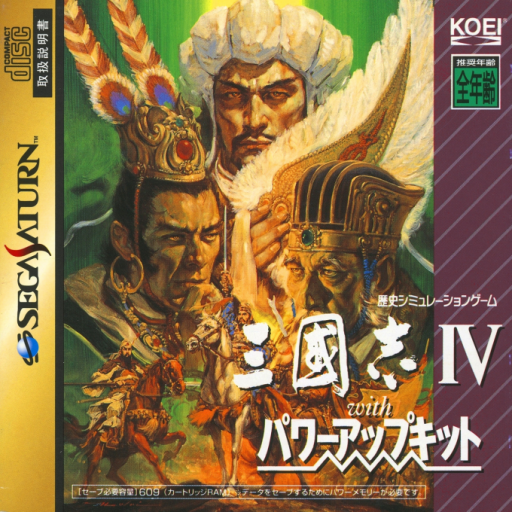 COMPACT
disc
取扱説明書
SEGA SATURN™
KOEI
推奨年齢
全年齢
歴史シミュレーションゲーム
三國志 IV
with
パワーアップキット
「セーブ必要容量」609 (カートリッジRAM) データをセーブするためにパワーメモリーが必要です。